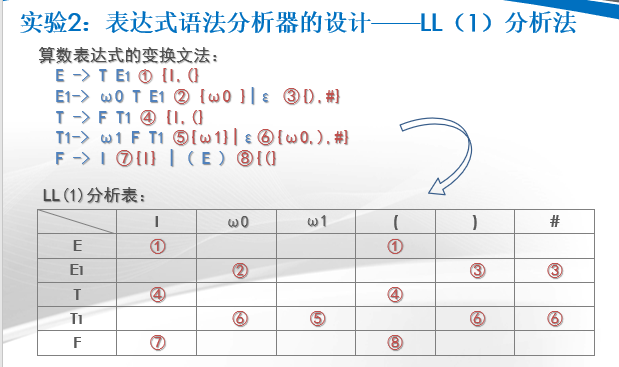 实验2：表达式语法分析器的设计——LL（1）分析法
算数表达式的变换文法：
E -> T E1 ① {I,(}
E1-> ω0 T E1 ② {ω0 }| ε ③{),#}
T -> F T1 ④ {I,(}
T1-> ω1 F T1 ⑤{ω1}| ε⑥{ω0,),#}
F -> I ⑦{I} | ( E ) ⑧{(}
LL(1)分析表：
I ω0 ω1 ( ) #
E ① ①
E1 ② ③ ③
T ④ ④
T1 ⑥ ⑤ ⑥ ⑥
F ⑦ ⑧